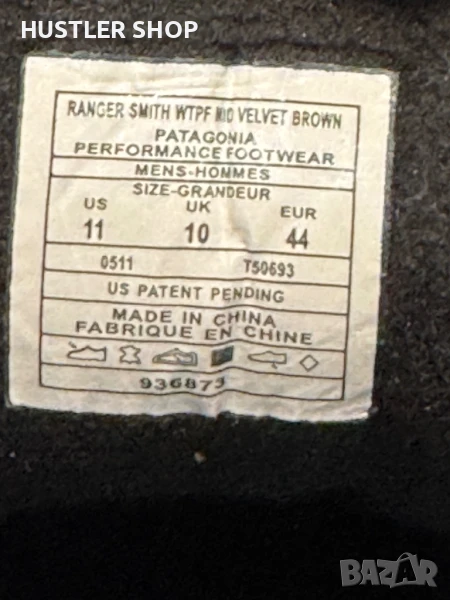 HUSTLER SHOP
RANGER SMITH WTPF MID VELVET BROWN
PATAGONIA
PERFORMANCE FOOTWEAR
MENS-HOMMES
SIZE-GRANDEUR
US UK EUR
11 10 44
0511 T50693
US PATENT PENDING
MADE IN CHINA
FABRIQUE EN CHINE
936873
BAZAR